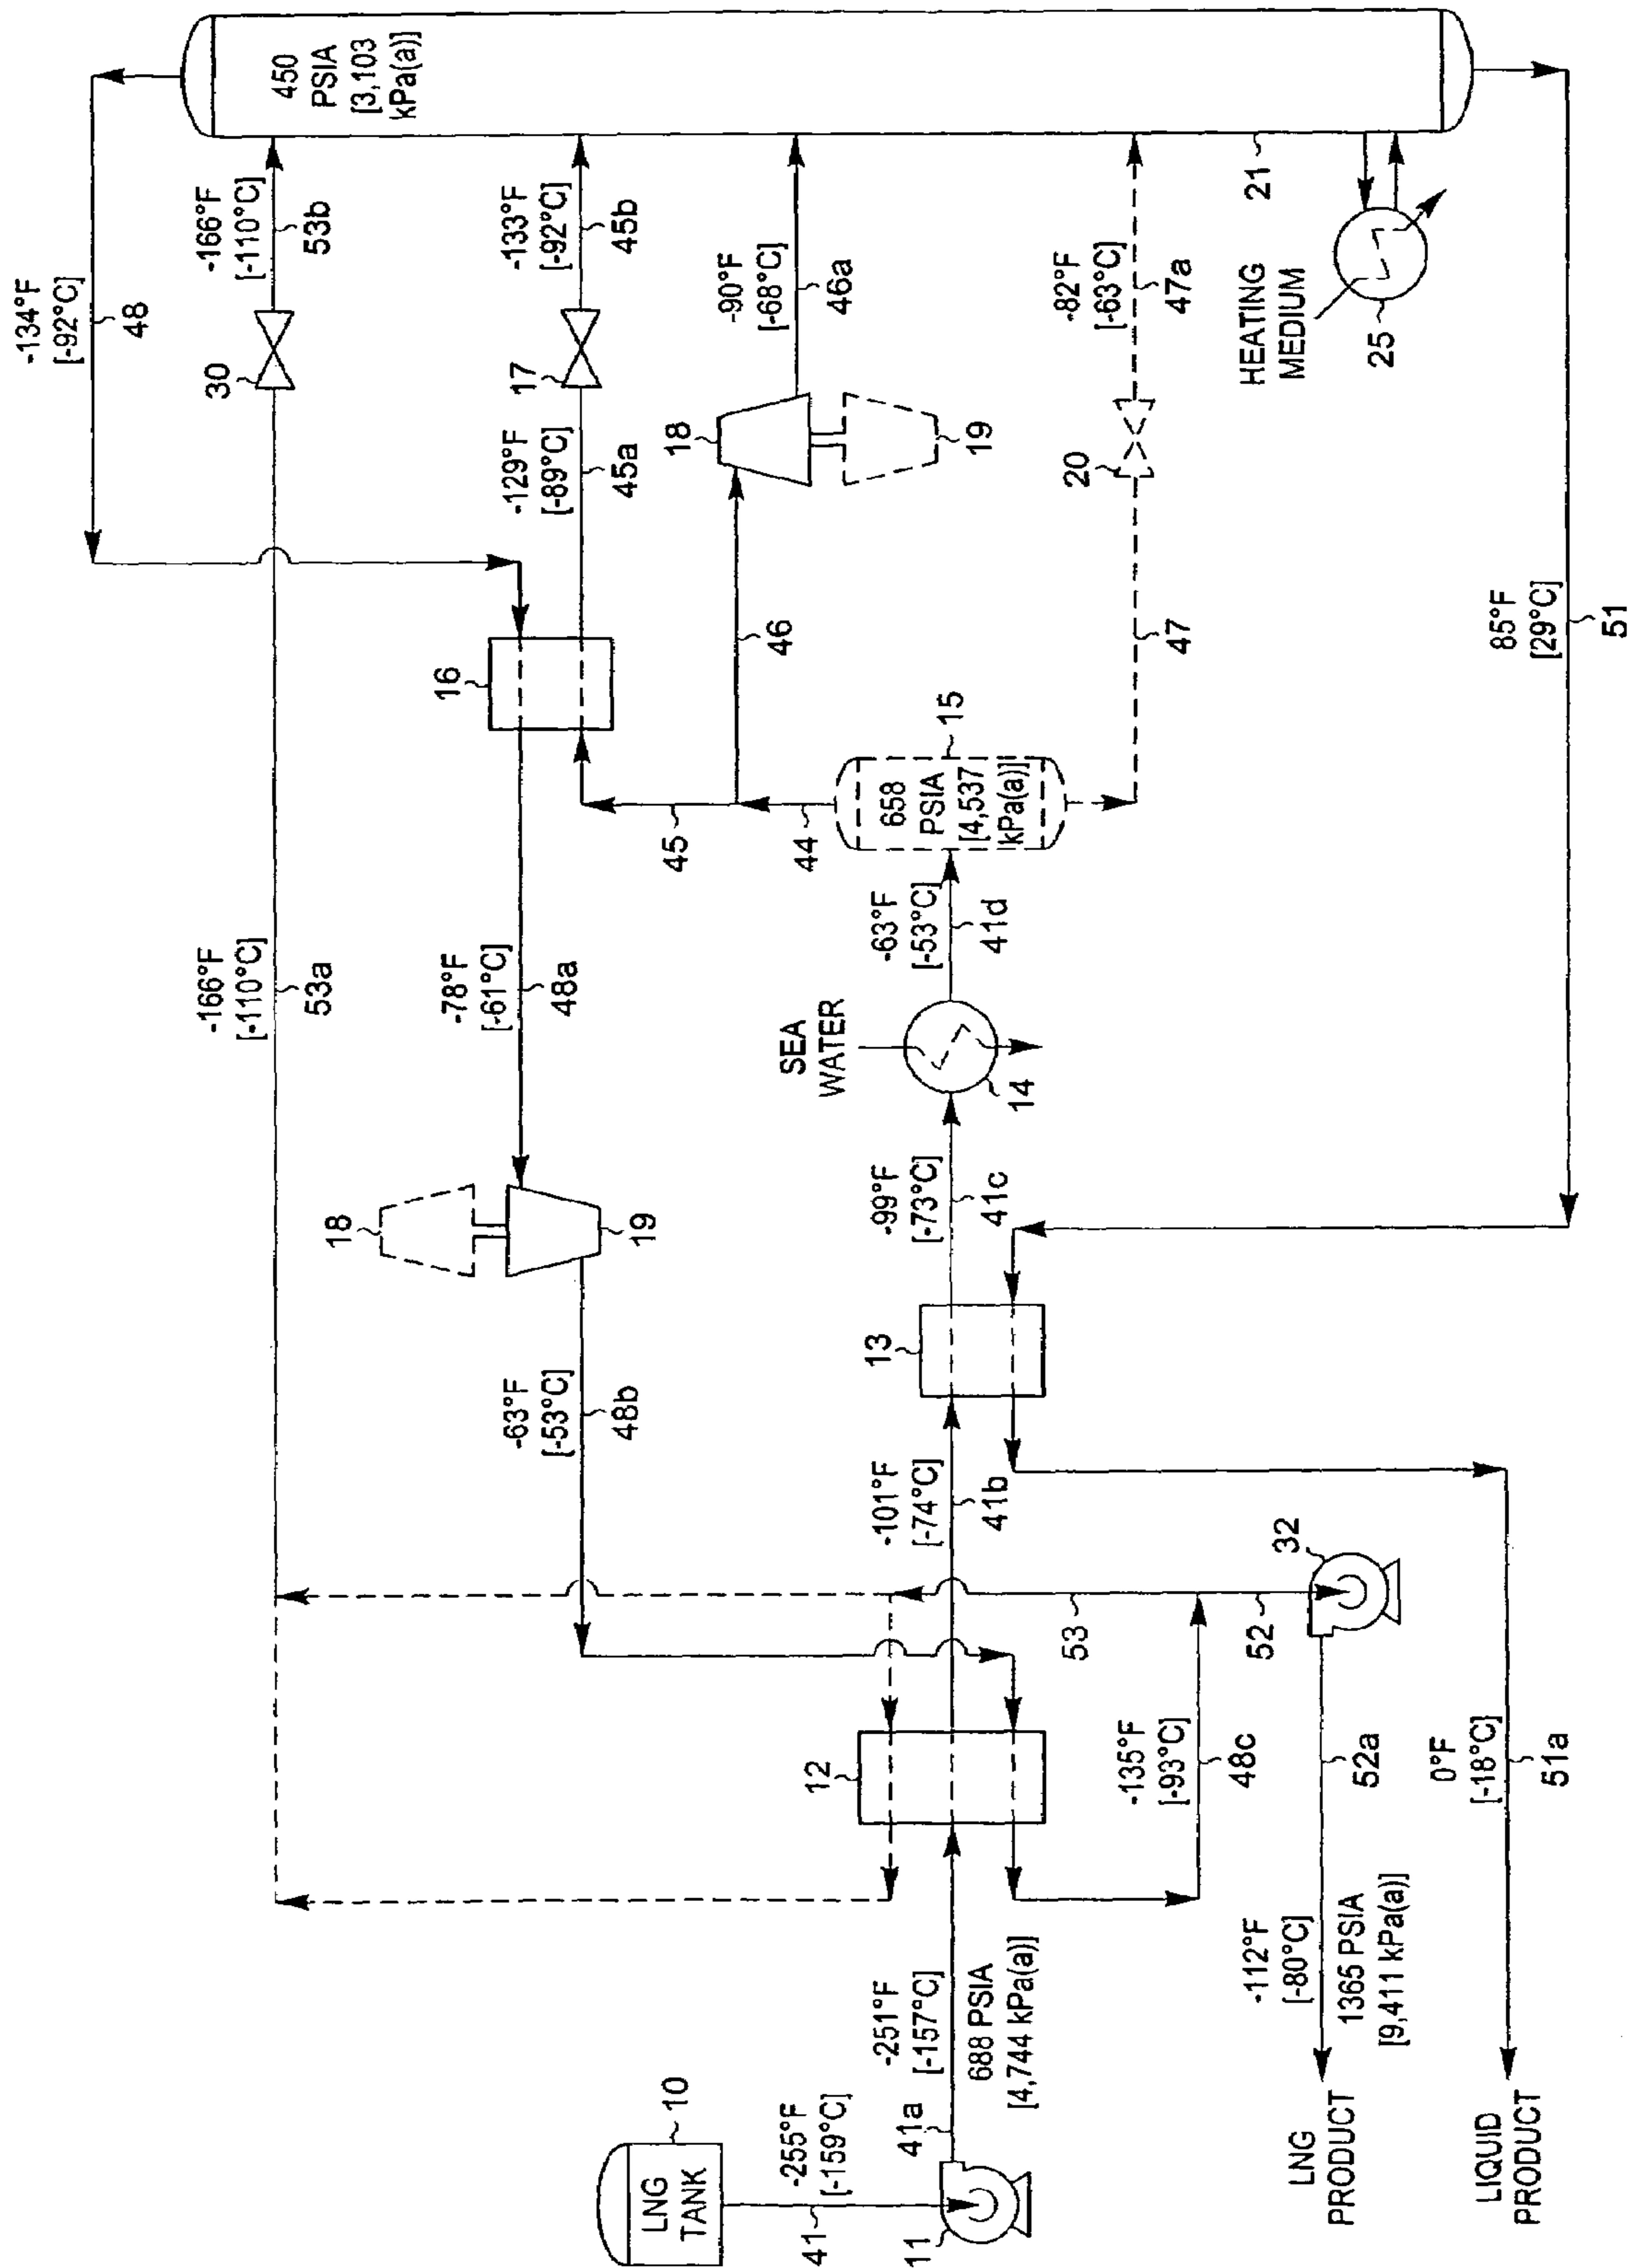 LNG
TANK
10
-255°F
[-159°C]
41
11
41a
-251°F
[-157°C]
688 PSIA
[4,744 kPa(a)]
12
-101°F
[-74°C]
41b
13
-99°F
[-73°C]
41c
SEA
WATER
14
-63°F
[-53°C]
41d
15
658
PSIA
[4,537
kPa(a)]
44
45
46
47
16
-129°F
[-89°C]
45a
17
-133°F
[-92°C]
45b
18
19
-90°F
[-68°C]
46a
20
-82°F
[-63°C]
47a
450
PSIA
[3,103
kPa(a)]
21
HEATING
MEDIUM
25
-134°F
[-92°C]
48
-78°F
[-61°C]
48a
18
19
-63°F
[-53°C]
48b
-135°F
[-93°C]
48c
53
52
32
-166°F
[-110°C]
53a
30
-166°F
[-110°C]
53b
-112°F
[-80°C]
52a
1365 PSIA
[9,411 kPa(a)]
LNG
PRODUCT
85°F
[29°C]
51
0°F
[-18°C]
51a
LIQUID
PRODUCT